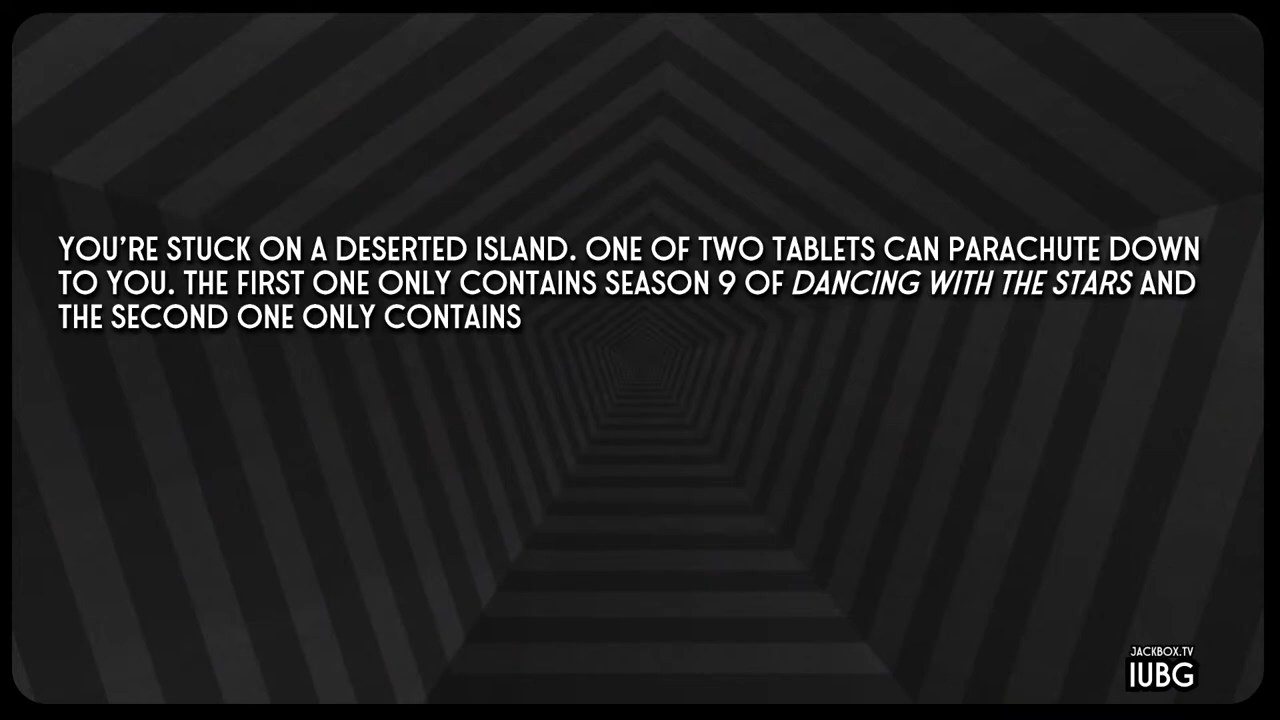 YOU'RE STUCK ON A DESERTED ISLAND. ONE OF TWO TABLETS CAN PARACHUTE DOWN
TO YOU. THE FIRST ONE ONLY CONTAINS SEASON 9 OF DANCING WITH THE STARS AND
THE SECOND ONE ONLY CONTAINS
JACKBOX.TV
IUBG